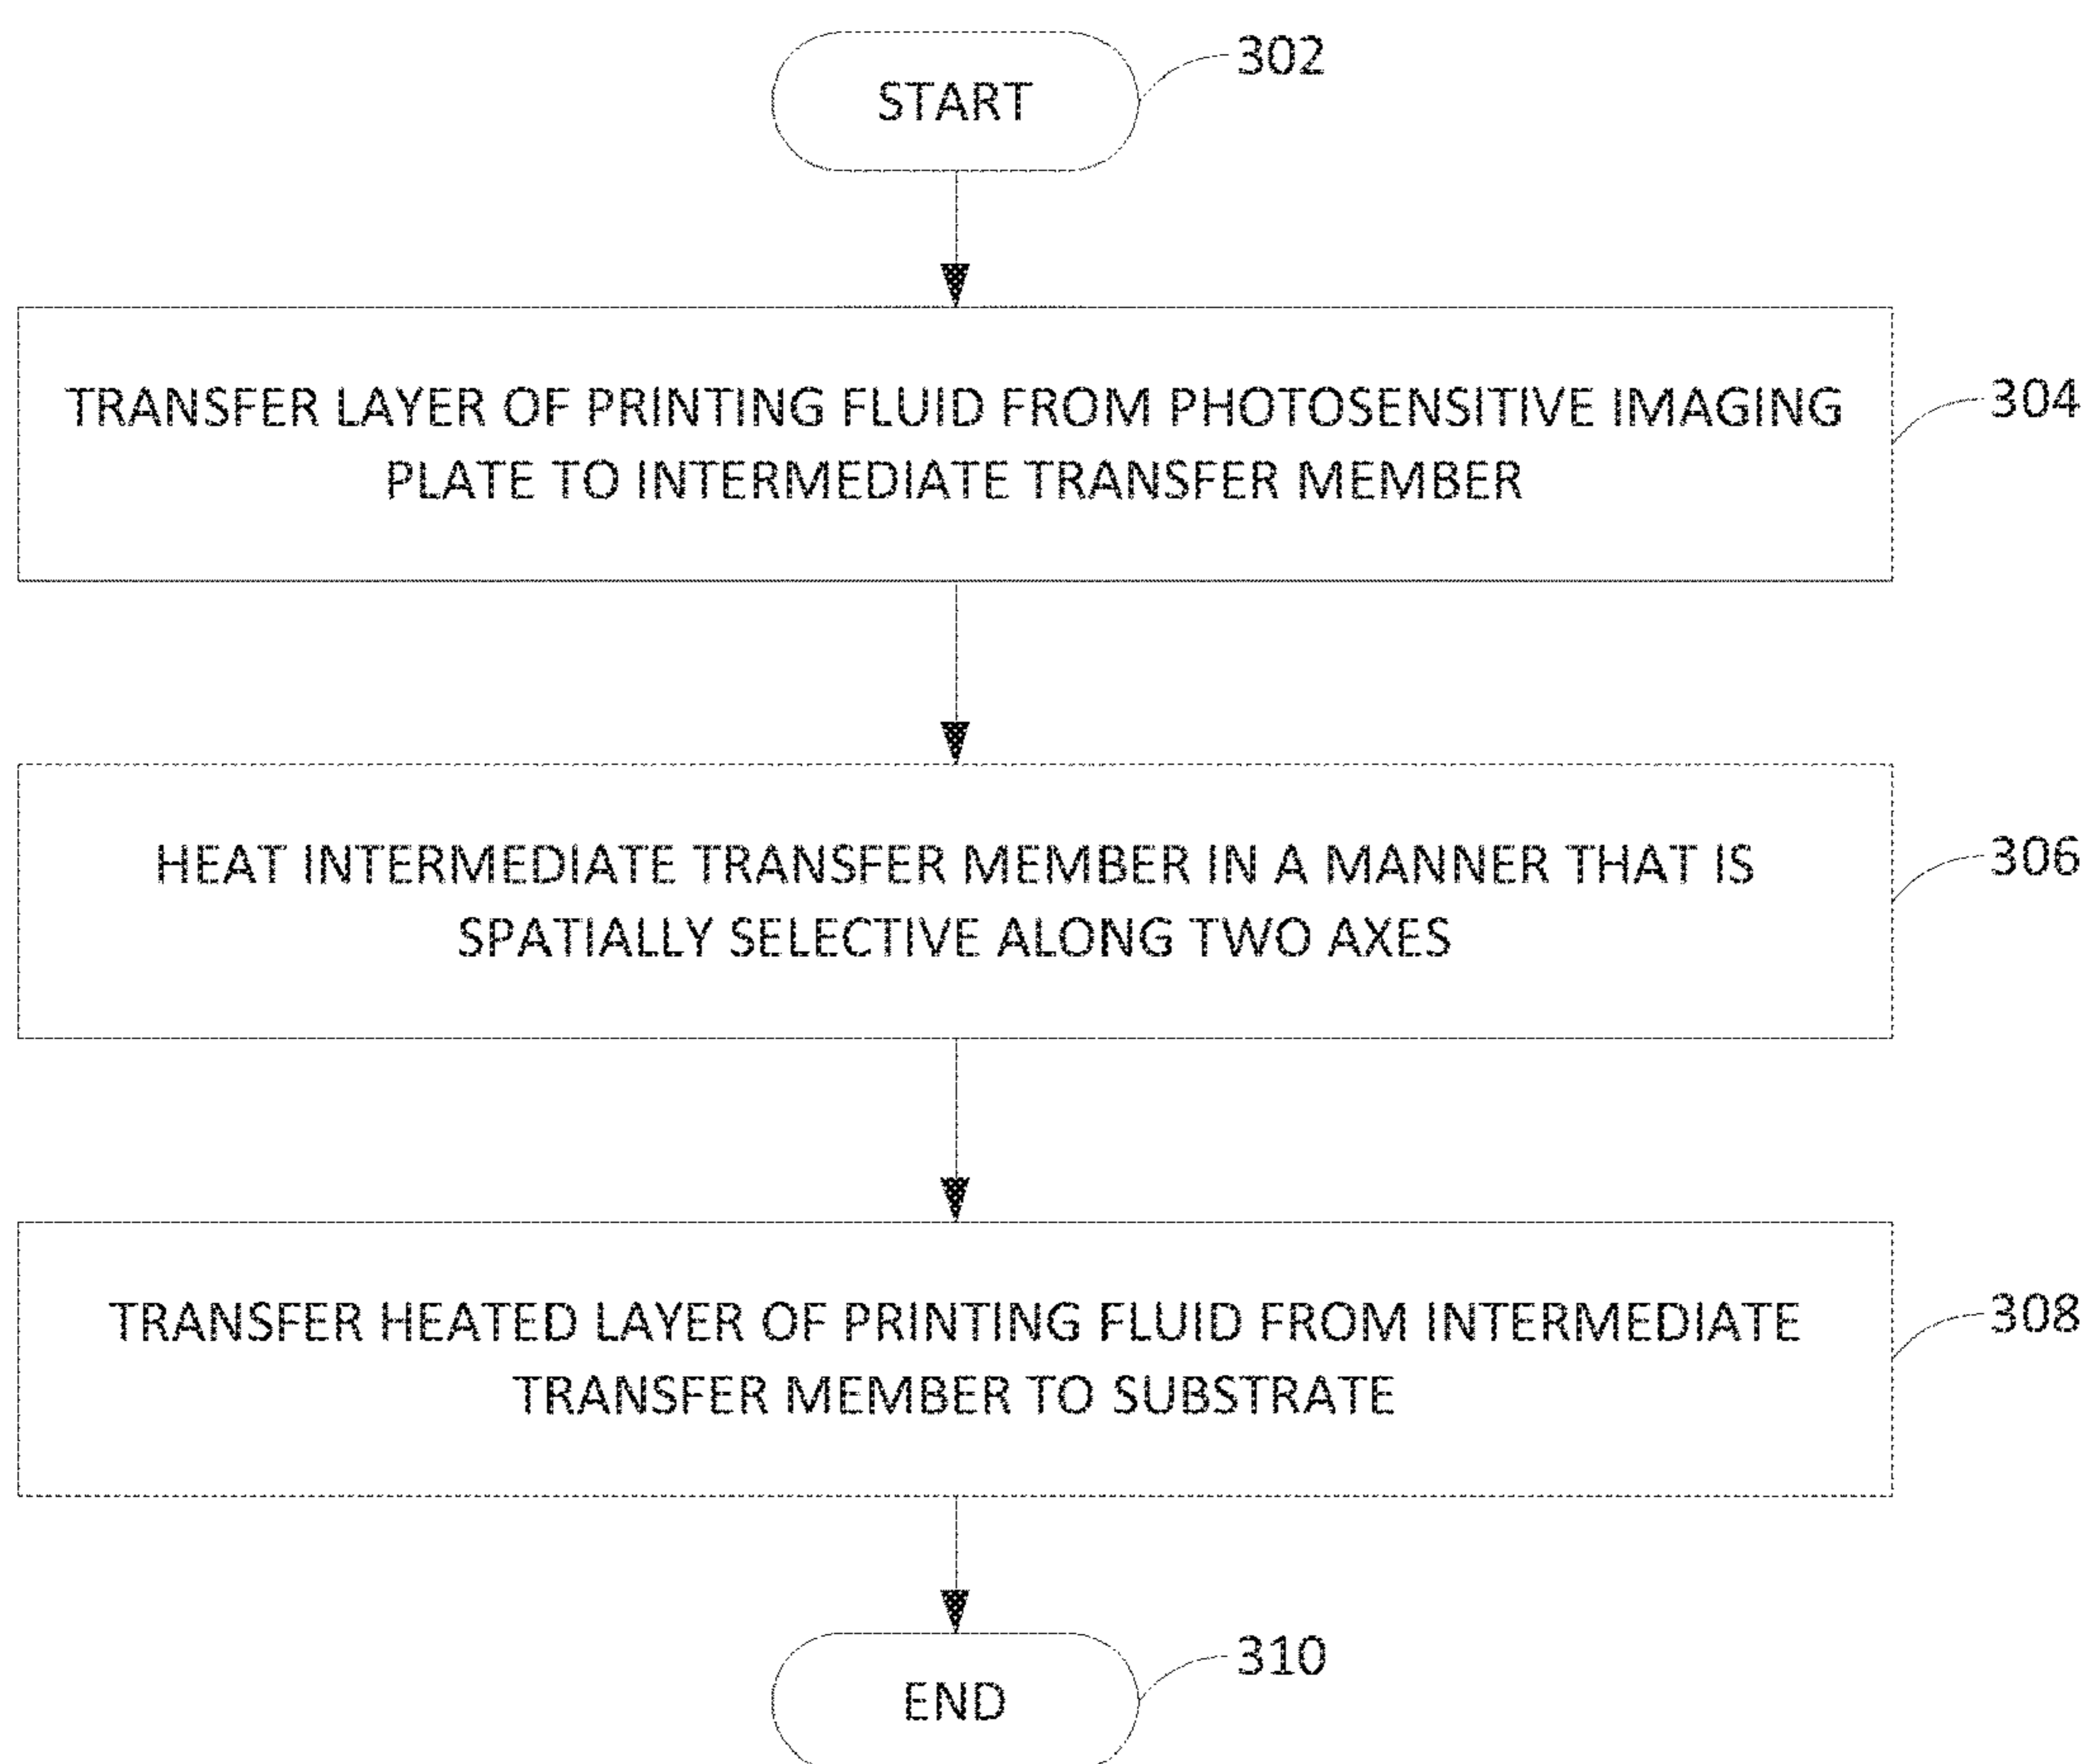 START
302
TRANSFER LAYER OF PRINTING FLUID FROM PHOTOSENSITIVE IMAGING
PLATE TO INTERMEDIATE TRANSFER MEMBER
304
HEAT INTERMEDIATE TRANSFER MEMBER IN A MANNER THAT IS
SPATIALLY SELECTIVE ALONG TWO AXES
306
TRANSFER HEATED LAYER OF PRINTING FLUID FROM INTERMEDIATE
TRANSFER MEMBER TO SUBSTRATE
308
END
310